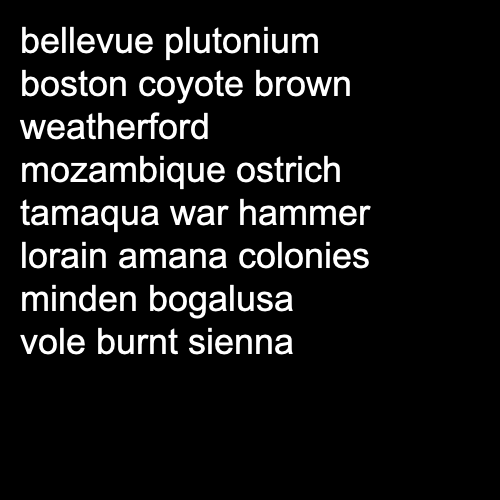 bellevue plutonium
boston coyote brown
weatherford
mozambique ostrich
tamaqua war hammer
lorain amana colonies
minden bogalusa
vole burnt sienna